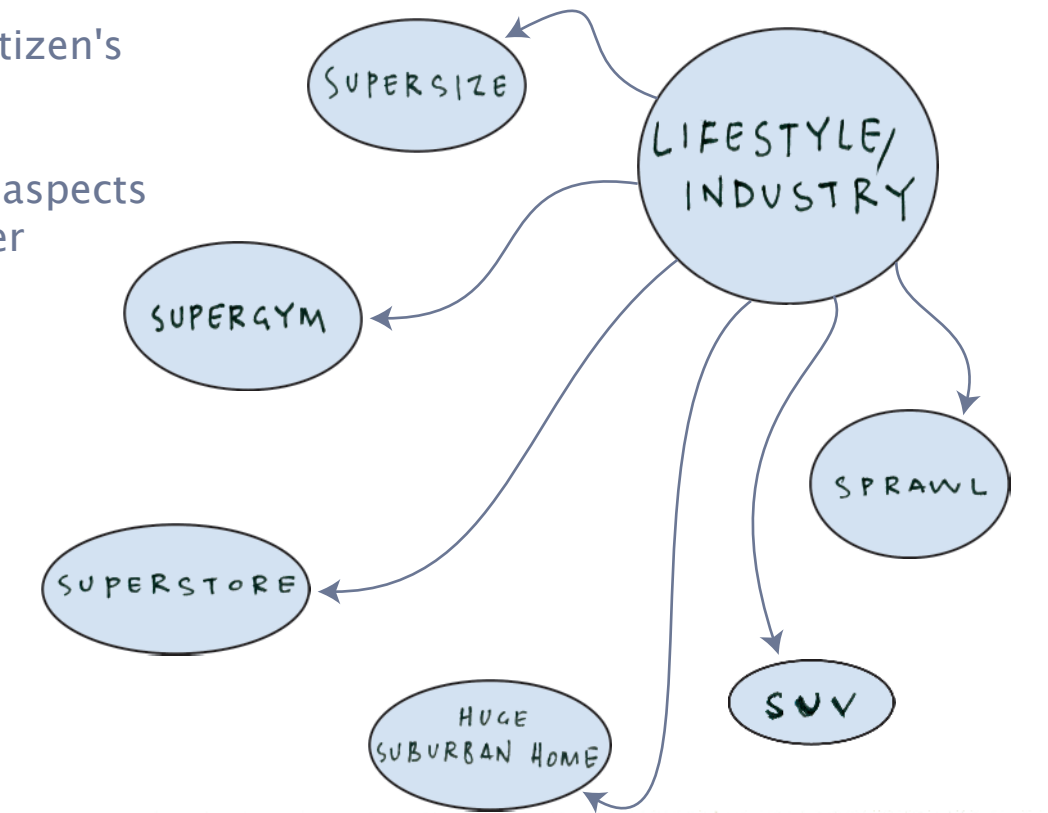 tizen's
aspects
er
SUPERSIZE
LIFESTYLE/
INDUSTRY
SUPERGYM
SPRAWL
SUPERSTORE
HUGE
SUBURBAN HOME
SUV